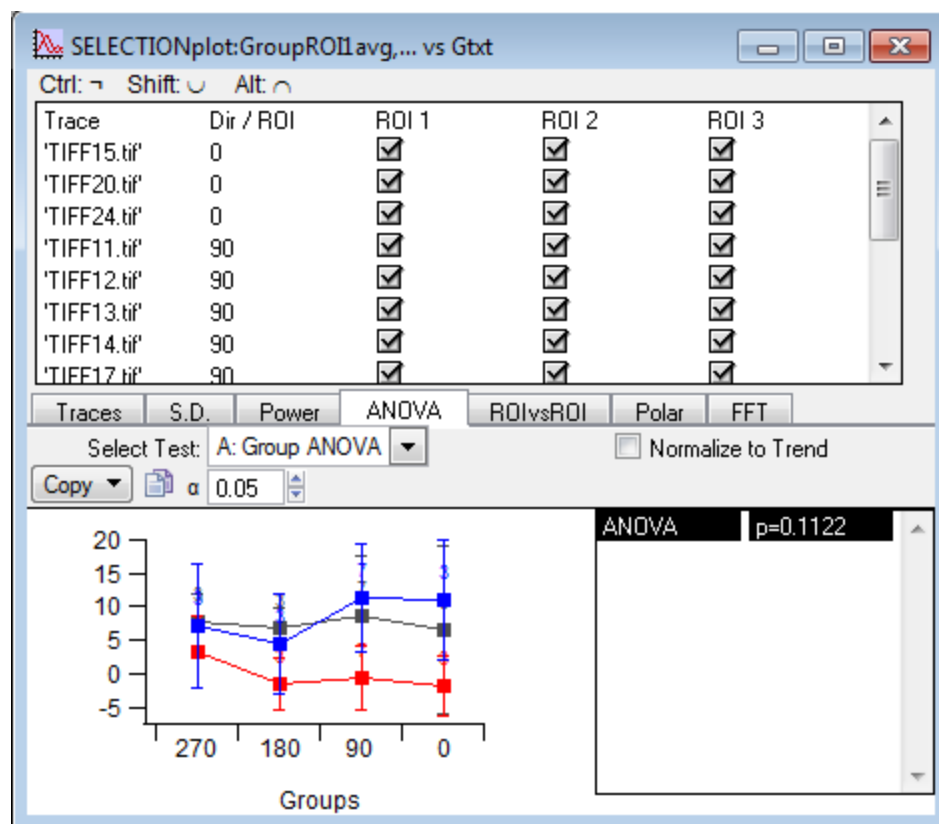 SELECTIONplot:GroupROI1avg,... vs Gtxt
Ctrl: ¬ Shift: ∪ Alt: ∩
Trace Dir / ROI ROI 1 ROI 2 ROI 3
'TIFF15.tif' 0
'TIFF20.tif' 0
'TIFF24.tif' 0
'TIFF11.tif' 90
'TIFF12.tif' 90
'TIFF13.tif' 90
'TIFF14.tif' 90
'TIFF17.tif' 90
Traces S.D. Power ANOVA ROIvsROI Polar FFT
Select Test: A: Group ANOVA Normalize to Trend
Copy α 0.05
ANOVA p=0.1122
20
15
10
5
0
-5
270 180 90 0
Groups